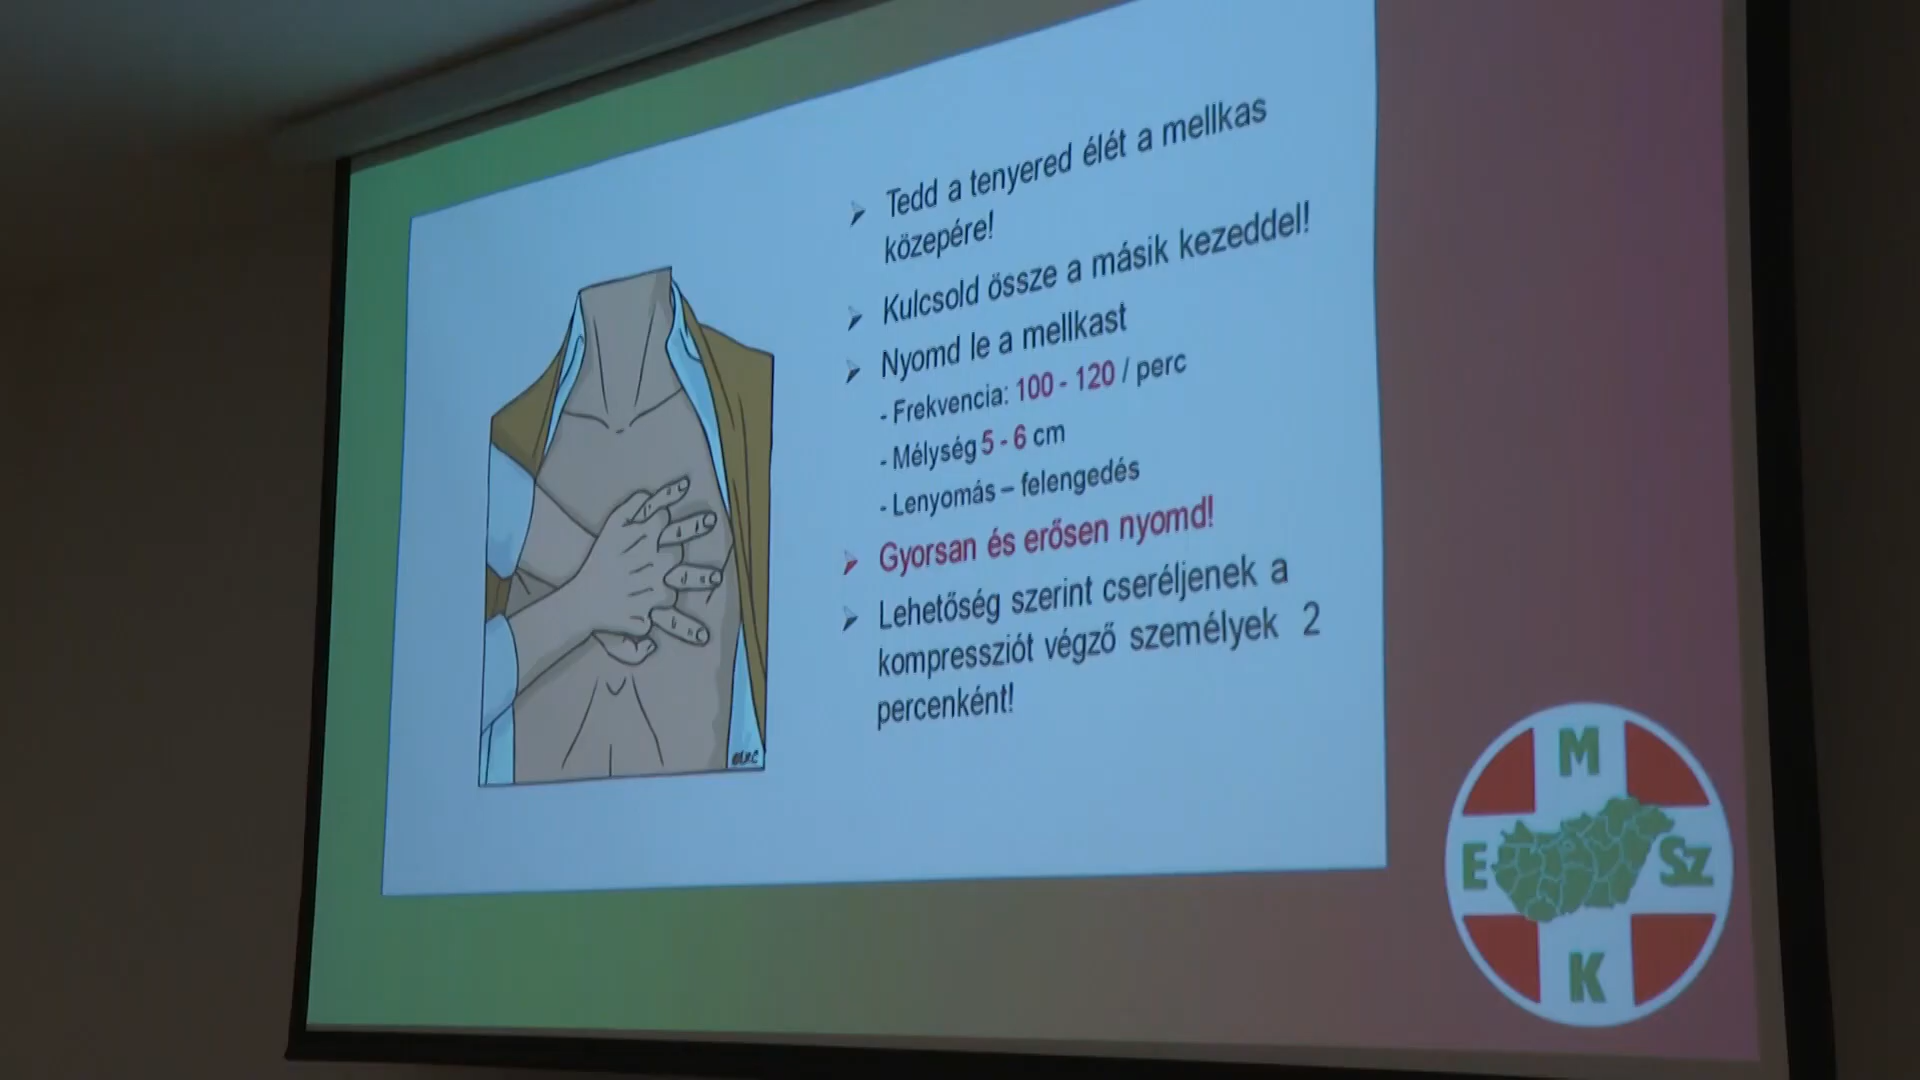 Tedd a tenyered élét a mellkas
közepére!
Kulcsold össze a másik kezeddel!
Nyomd le a mellkast
- Frekvencia: 100 - 120 / perc
- Mélység 5 - 6 cm
- Lenyomás – felengedés
Gyorsan és erősen nyomd!
Lehetőség szerint cseréljenek a
kompressziót végző személyek 2
percenként!
M
E SZ
K